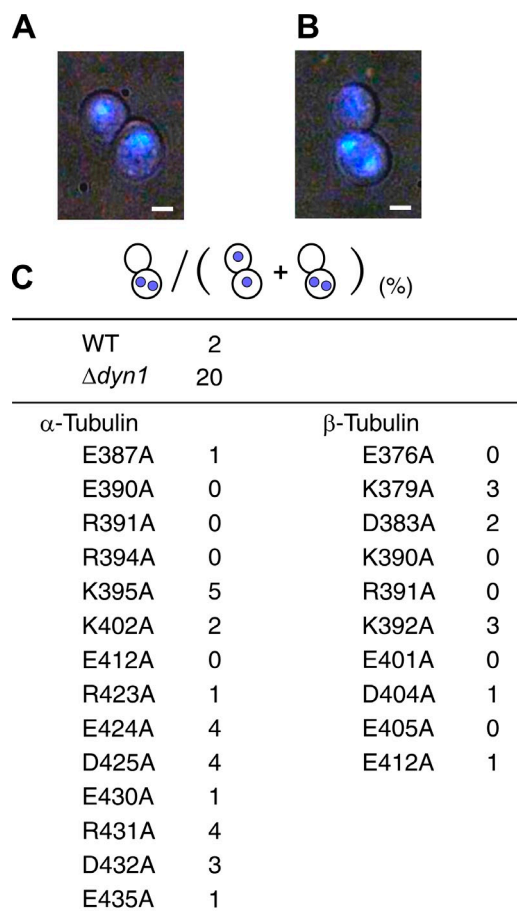 A
B
C / ( + ) (%)
WT 2
Δdyn1 20
α-Tubulin β-Tubulin
E387A 1 E376A 0
E390A 0 K379A 3
R391A 0 D383A 2
R394A 0 K390A 0
K395A 5 R391A 0
K402A 2 K392A 3
E412A 0 E401A 0
R423A 1 D404A 1
E424A 4 E405A 0
D425A 4 E412A 1
E430A 1
R431A 4
D432A 3
E435A 1